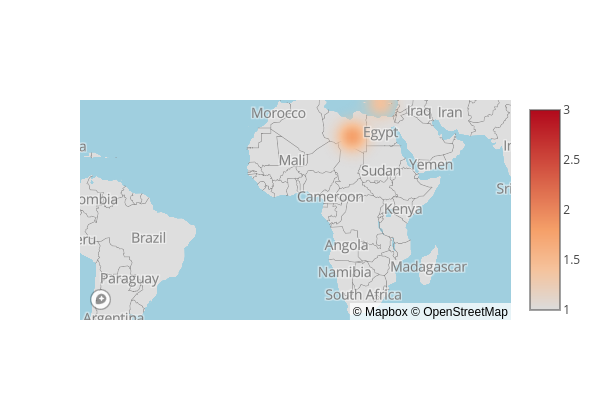 Morocco
Iraq
Iran
3
Egypt
a
In
2.5
Mali
Sudan
Yemen
ombia
Cameroon
Sri
Kenya
2
eru
Brazil
Angola
1.5
Namibia
Madagascar
Paraguay
South Africa
1
© Mapbox © OpenStreetMap
Argentina